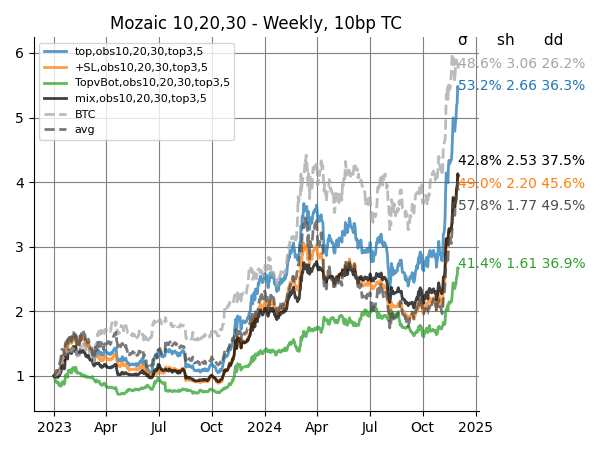 Mozaic 10,20,30 - Weekly, 10bp TC
σ sh dd
top,obs10,20,30,top3,5
+SL,obs10,20,30,top3,5
TopvBot,obs10,20,30,top3,5
mix,obs10,20,30,top3,5
BTC
avg
48.6% 3.06 26.2%
53.2% 2.66 36.3%
42.8% 2.53 37.5%
49.0% 2.20 45.6%
57.8% 1.77 49.5%
41.4% 1.61 36.9%
6
5
4
3
2
1
2023 Apr Jul Oct 2024 Apr Jul Oct 2025